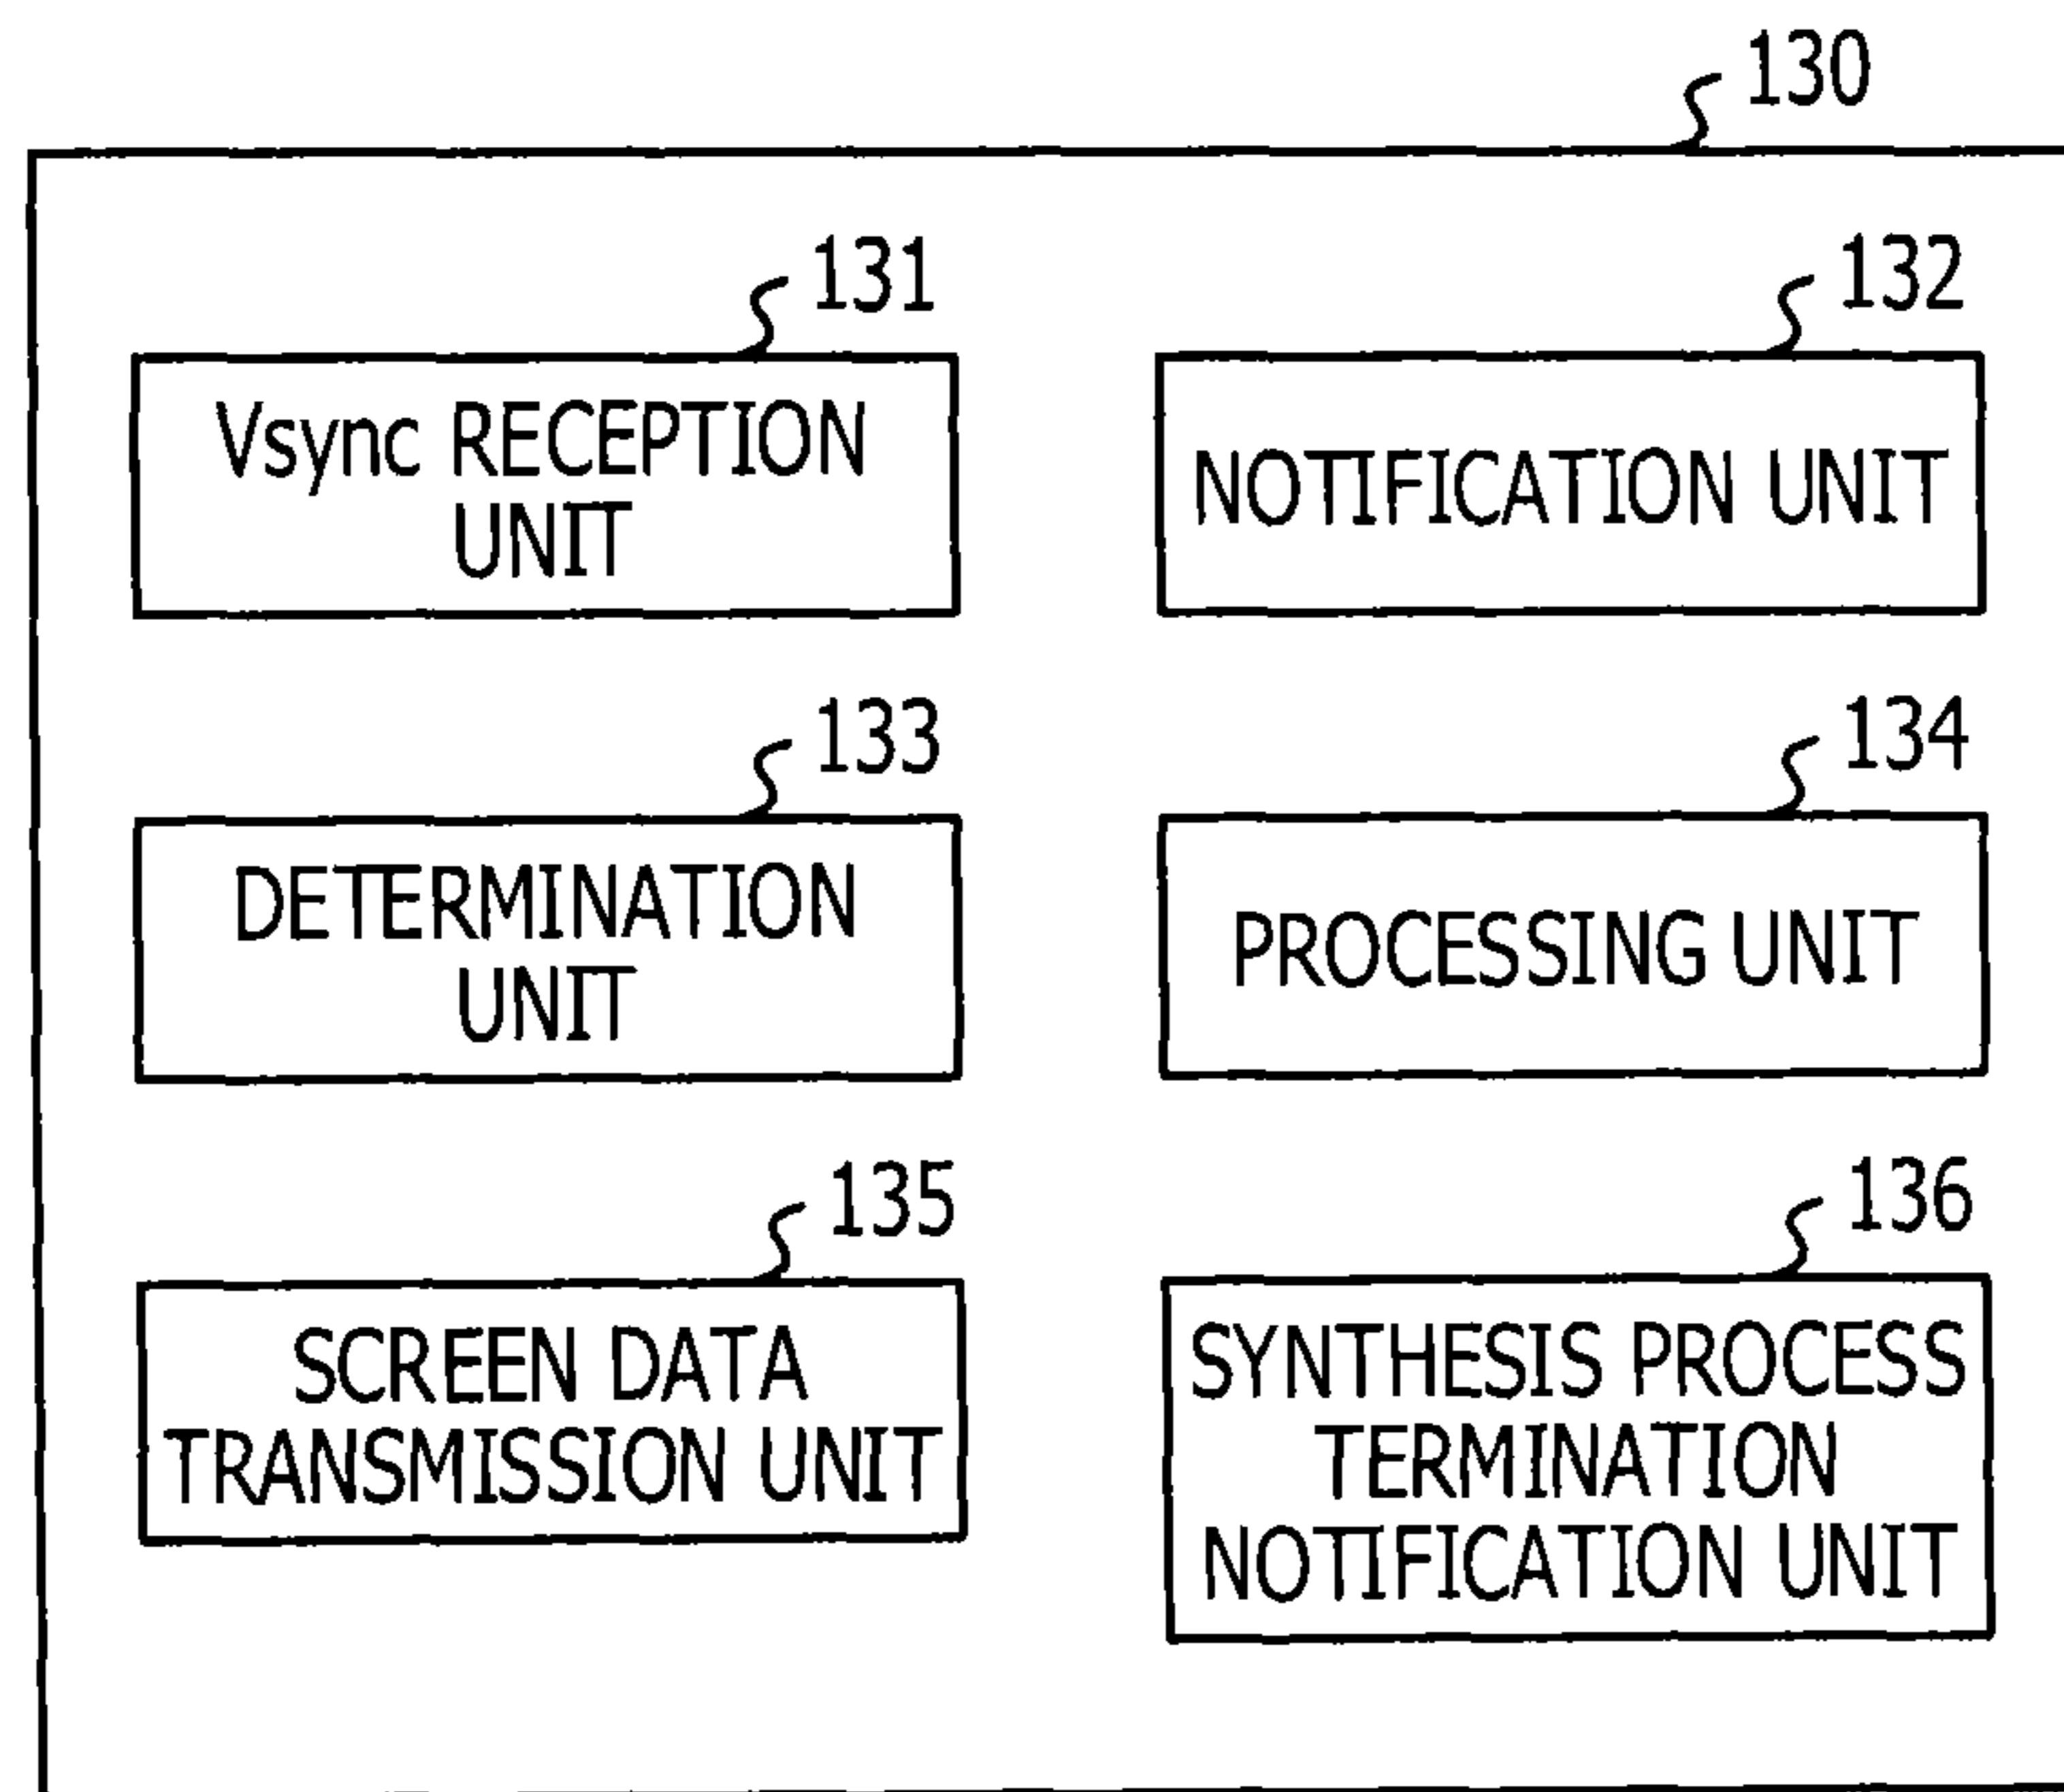 130
131
Vsync RECEPTION
UNIT
132
NOTIFICATION UNIT
133
DETERMINATION
UNIT
134
PROCESSING UNIT
135
SCREEN DATA
TRANSMISSION UNIT
136
SYNTHESIS PROCESS
TERMINATION
NOTIFICATION UNIT